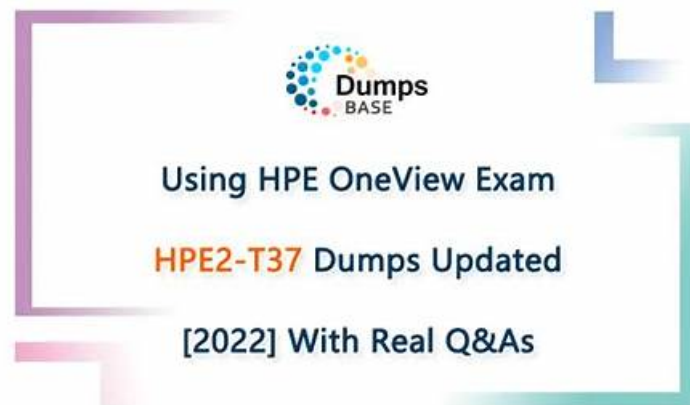 Dumps
BASE
Using HPE OneView Exam
HPE2-T37 Dumps Updated
[2022] With Real Q&As